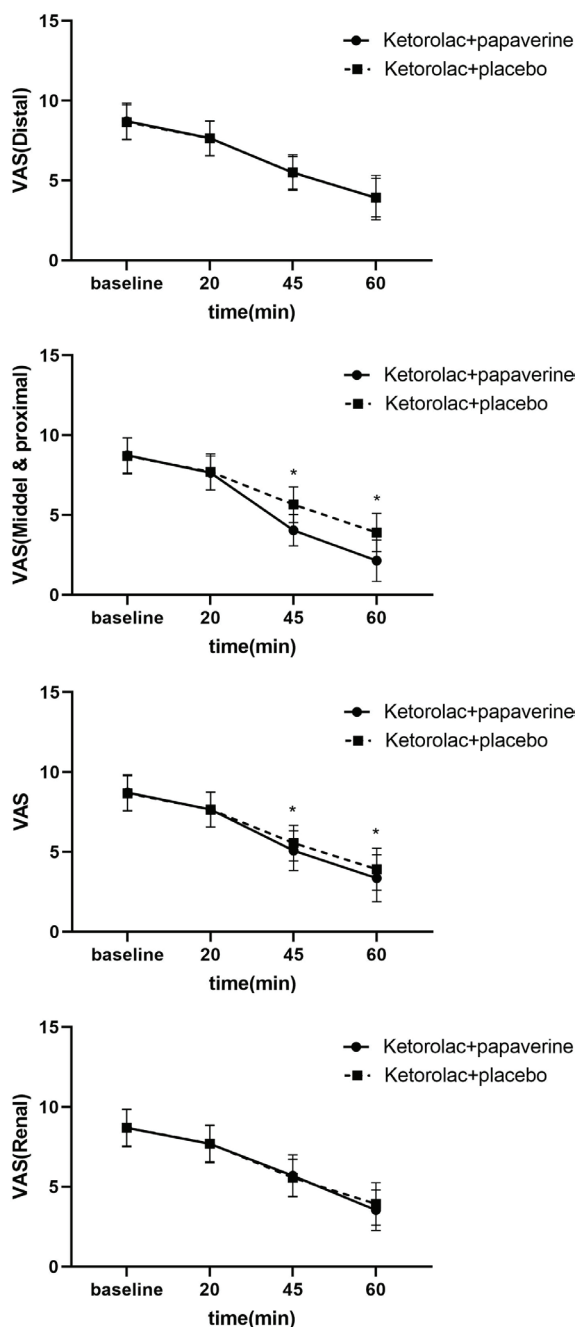 15
10
5
0
VAS(Distal)
Ketorolac+papaverine
Ketorolac+placebo
baseline 20 45 60
time(min)
15
10
5
0
VAS(Middel & proximal)
Ketorolac+papaverine
Ketorolac+placebo
*
*
baseline 20 45 60
time(min)
15
10
5
0
VAS
Ketorolac+papaverine
Ketorolac+placebo
*
*
baseline 20 45 60
time(min)
15
10
5
0
VAS(Renal)
Ketorolac+papaverine
Ketorolac+placebo
baseline 20 45 60
time(min)